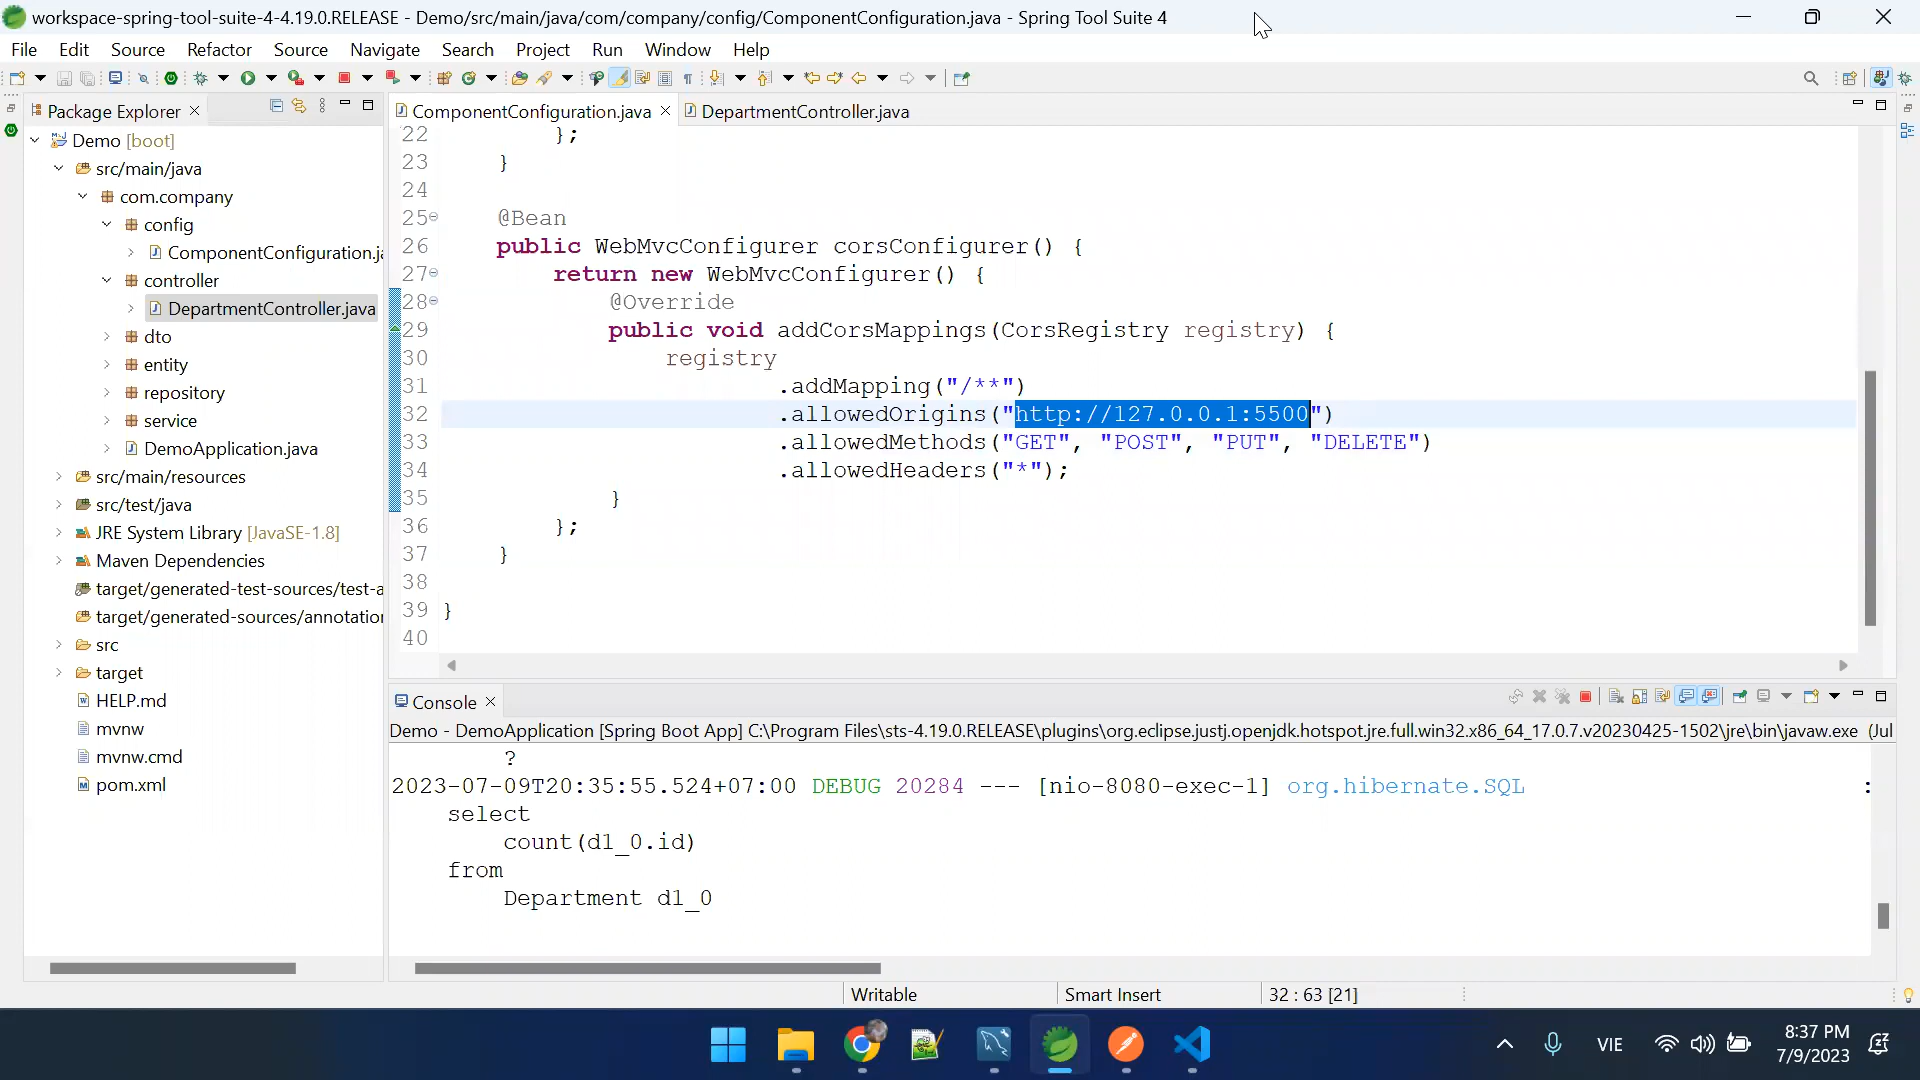 workspace-spring-tool-suite-4-4.19.0.RELEASE - Demo/src/main/java/com/company/config/ComponentConfiguration.java - Spring Tool Suite 4
File Edit Source Refactor Source Navigate Search Project Run Window Help
Package Explorer
ComponentConfiguration.java
DepartmentController.java
Demo [boot]
src/main/java
com.company
config
ComponentConfiguration.ja
controller
DepartmentController.java
dto
entity
repository
service
DemoApplication.java
src/main/resources
src/test/java
JRE System Library [JavaSE-1.8]
Maven Dependencies
target/generated-test-sources/test-a
target/generated-sources/annotation
src
target
HELP.md
mvnw
mvnw.cmd
pom.xml
22 };
23 }
24
25 @Bean
26 public WebMvcConfigurer corsConfigurer() {
27 return new WebMvcConfigurer() {
28 @Override
29 public void addCorsMappings(CorsRegistry registry) {
30 registry
31 .addMapping("/**")
32 .allowedOrigins("http://127.0.0.1:5500")
33 .allowedMethods("GET", "POST", "PUT", "DELETE")
34 .allowedHeaders("*");
35 }
36 };
37 }
38
39 }
40
Console
Demo - DemoApplication [Spring Boot App] C:\Program Files\sts-4.19.0.RELEASE\plugins\org.eclipse.justj.openjdk.hotspot.jre.full.win32.x86_64_17.0.7.v20230425-1502\jre\bin\javaw.exe (Jul
?
2023-07-09T20:35:55.524+07:00 DEBUG 20284 --- [nio-8080-exec-1] org.hibernate.SQL :
select
count(d1_0.id)
from
Department d1_0
Writable
Smart Insert
32 : 63 [21]
VIE
8:37 PM
7/9/2023